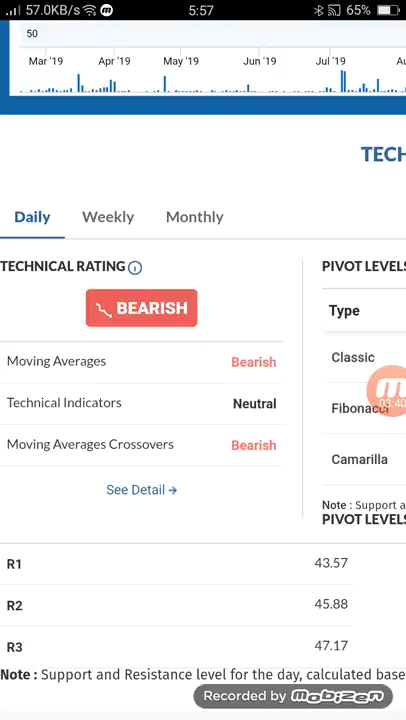 57.0KB/s 5:57 65%
50
Mar '19 Apr '19 May '19 Jun '19 Jul '19
TECH
Daily Weekly Monthly
TECHNICAL RATING
BEARISH
Moving Averages Bearish
Technical Indicators Neutral
Moving Averages Crossovers Bearish
See Detail →
PIVOT LEVELS
Type
Classic
Fibonacci
03:40
Camarilla
Note : Support a
PIVOT LEVELS
R1 43.57
R2 45.88
R3 47.17
Note : Support and Resistance level for the day, calculated base
Recorded by mobizen